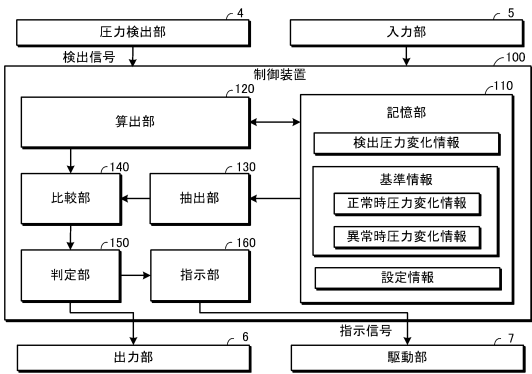 4
圧力検出部
5
入力部
検出信号
100
制御装置
120
算出部
110
記憶部
検出圧力変化情報
基準情報
正常時圧力変化情報
異常時圧力変化情報
設定情報
140
比較部
130
抽出部
150
判定部
160
指示部
指示信号
6
出力部
7
駆動部